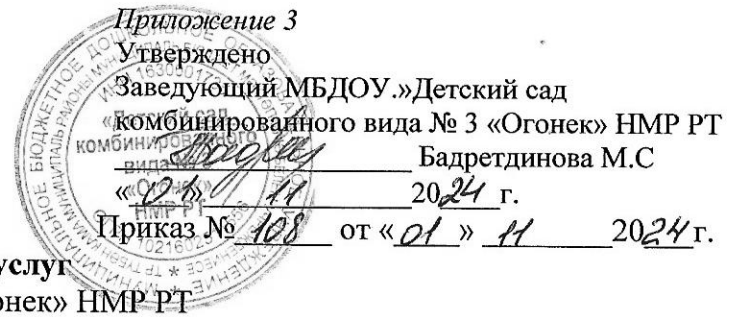 Приложение 3
Утверждено
Заведующий МБДОУ.»Детский сад
комбинированного вида № 3 «Огонек» НМР РТ
Бадретдинова М.С
«01» 11 2024 г.
Приказ № 108 от «01» 11 2024г.
услуг
онек» НМР РТ